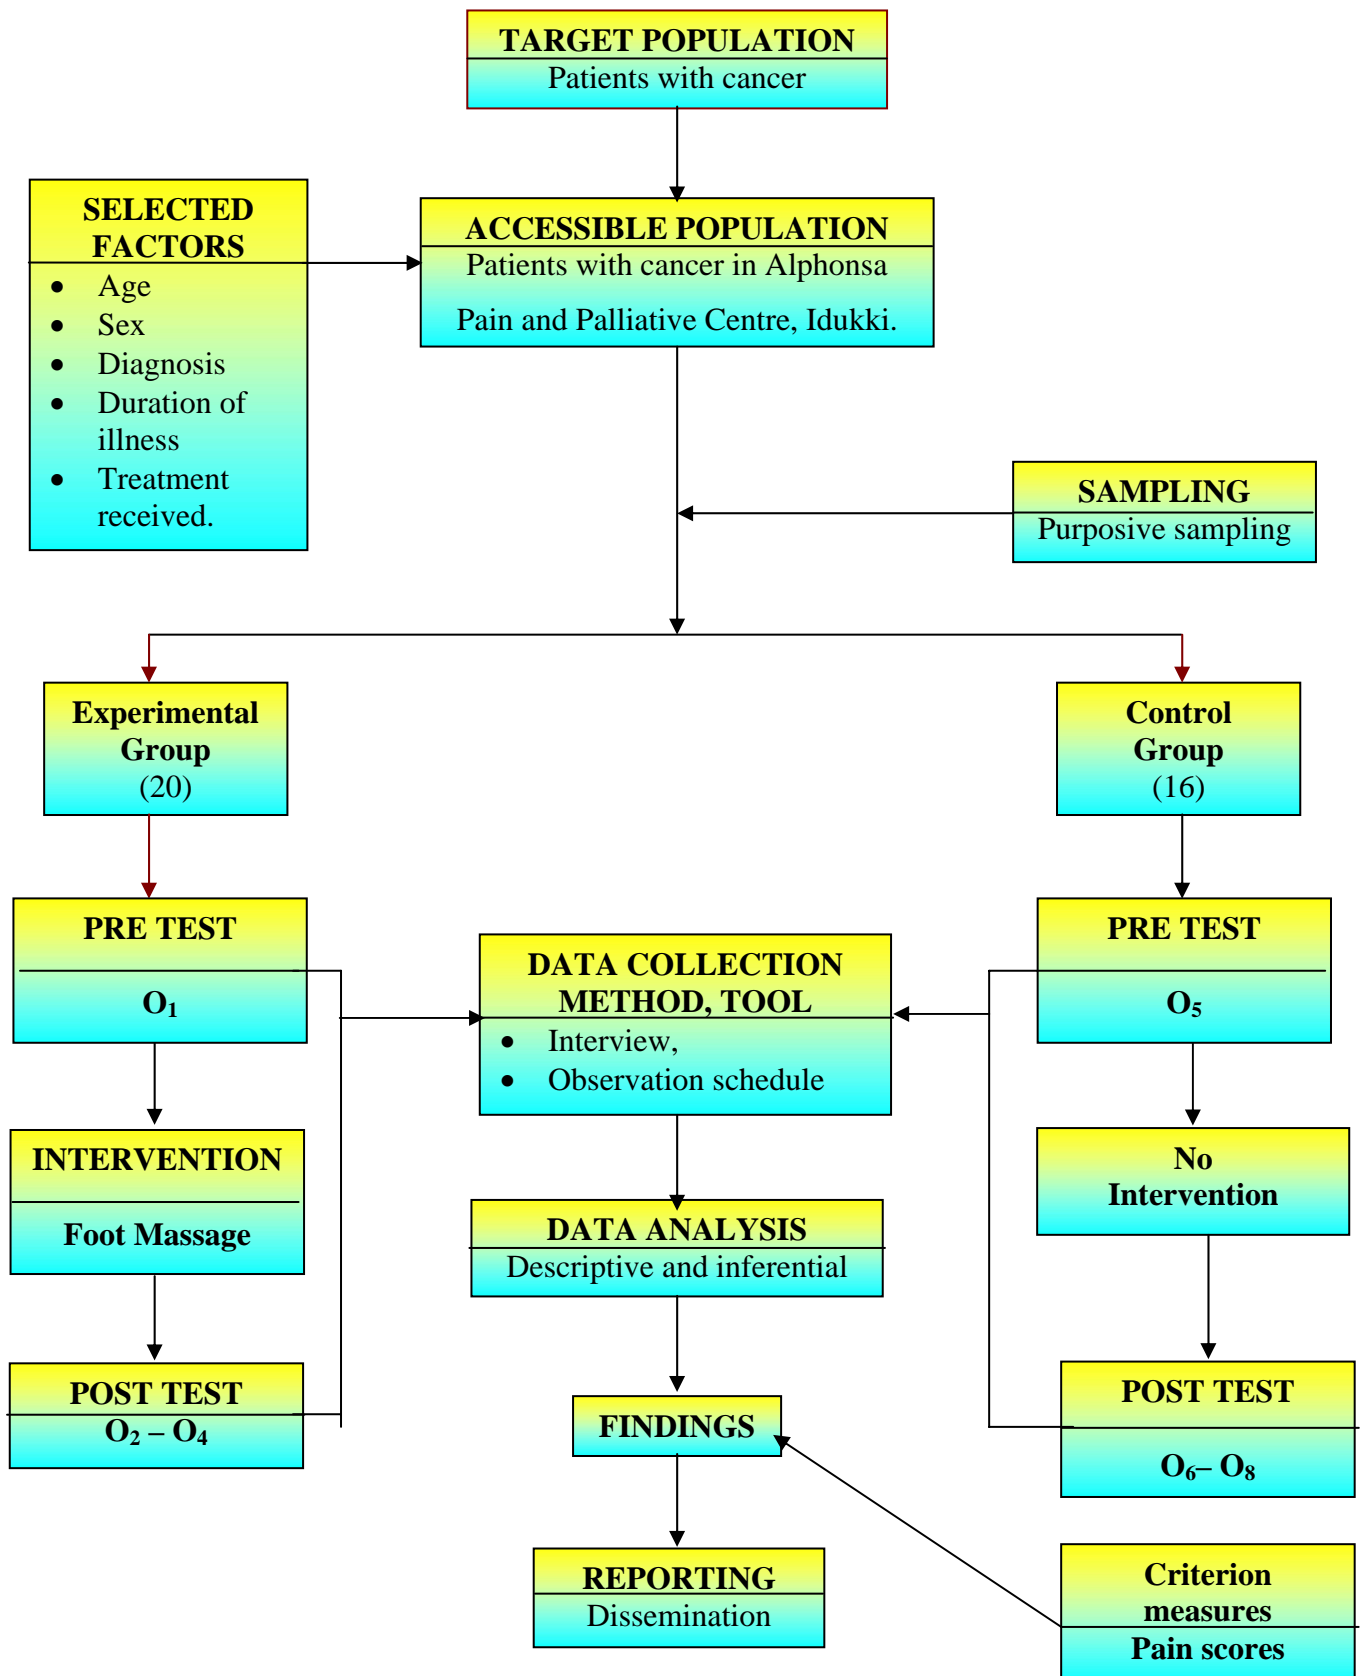 TARGET POPULATION
Patients with cancer
SELECTED
FACTORS
• Age
• Sex
• Diagnosis
• Duration of
illness
• Treatment
received.
ACCESSIBLE POPULATION
Patients with cancer in Alphonsa
Pain and Palliative Centre, Idukki.
SAMPLING
Purposive sampling
Experimental
Group
(20)
Control
Group
(16)
PRE TEST
O₁
DATA COLLECTION
METHOD, TOOL
• Interview,
• Observation schedule
PRE TEST
O₅
INTERVENTION
Foot Massage
No
Intervention
DATA ANALYSIS
Descriptive and inferential
POST TEST
O₂ – O₄
FINDINGS
POST TEST
O₆– O₈
REPORTING
Dissemination
Criterion
measures
Pain scores